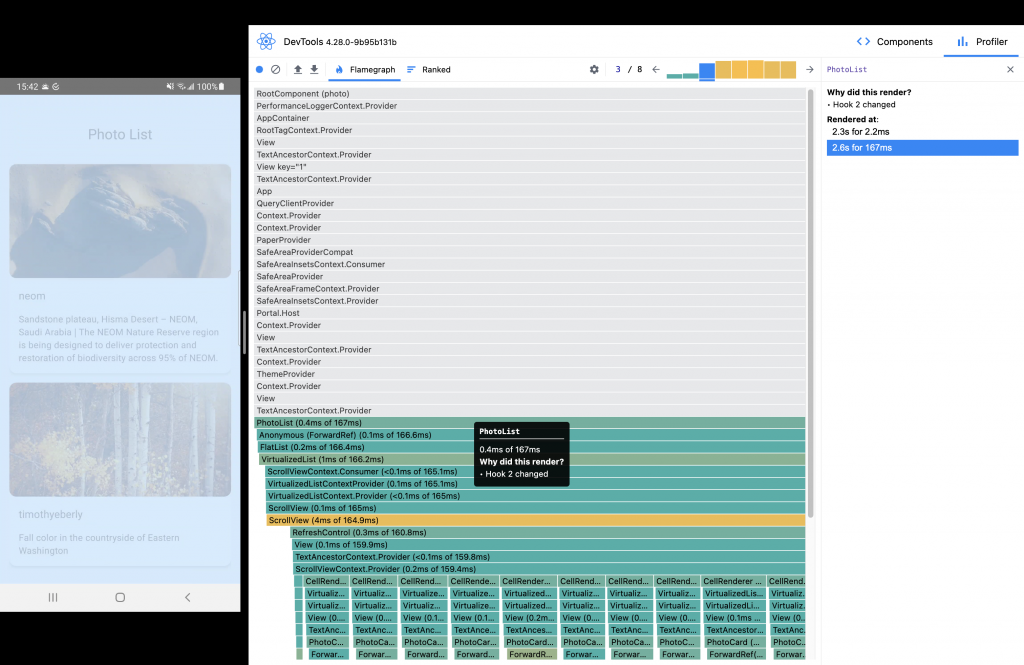 15:42
100%
Photo List
neom
Sandstone plateau, Hisma Desert – NEOM,
Saudi Arabia | The NEOM Nature Reserve region
is being designed to deliver protection and
restoration of biodiversity across 95% of NEOM.
timothyeberly
Fall color in the countryside of Eastern
Washington
DevTools 4.28.0-9b95b131b
Components
Profiler
Flamegraph
Ranked
3 / 8
RootComponent (photo)
PerformanceLoggerContext.Provider
AppContainer
RootTagContext.Provider
View
TextAncestorContext.Provider
View key="1"
TextAncestorContext.Provider
App
QueryClientProvider
Context.Provider
Context.Provider
PaperProvider
SafeAreaProviderCompat
SafeAreaInsetsContext.Consumer
SafeAreaProvider
SafeAreaFrameContext.Provider
SafeAreaInsetsContext.Provider
Portal.Host
Context.Provider
View
TextAncestorContext.Provider
Context.Provider
ThemeProvider
Context.Provider
View
TextAncestorContext.Provider
PhotoList (0.4ms of 167ms)
Anonymous (ForwardRef) (0.1ms of 166.6ms)
FlatList (0.2ms of 166.4ms)
VirtualizedList (1ms of 166.2ms)
ScrollViewContext.Consumer (<0.1ms of 165.1ms)
VirtualizedListContextProvider (0.1ms of 165.1ms)
VirtualizedListContext.Provider (<0.1ms of 165ms)
ScrollView (0.1ms of 165ms)
ScrollView (4ms of 164.9ms)
RefreshControl (0.3ms of 160.8ms)
View (0.1ms of 159.9ms)
TextAncestorContext.Provider (<0.1ms of 159.8ms)
ScrollViewContext.Provider (0.2ms of 159.4ms)
CellRend... CellRend... CellRend... CellRende... CellRender... CellRend... CellRend... CellRend... CellRenderer ... CellRend...
Virtualiz... Virtualiz... Virtualize... Virtualize... Virtualized... Virtualiz... Virtualiz... Virtualiz... VirtualizedLis... Virtualiz...
Virtualiz... Virtualiz... Virtualize... Virtualize... Virtualized... Virtualiz... Virtualiz... Virtualiz... VirtualizedLi... Virtualiz...
View (0.... View (0.... View (0.1... View (0.1... View (0.2m... View (0.... View (0.... View (0.... View (0.1ms ... View (0....
TextAnc... TextAnc... TextAnc... TextAnce... TextAnces... TextAnc... TextAnc... TextAnc... TextAncestor... TextAnc...
PhotoC... PhotoCa... PhotoCa... PhotoCa... PhotoCard... PhotoCa... PhotoCa... PhotoCa... PhotoCard (... PhotoC...
Forwar... Forwar... Forward... Forward... ForwardR... Forwar... Forwar... Forwar... ForwardRef(... Forwar...
PhotoList
0.4ms of 167ms
Why did this render?
• Hook 2 changed
PhotoList
Why did this render?
• Hook 2 changed
Rendered at:
2.3s for 2.2ms
2.6s for 167ms